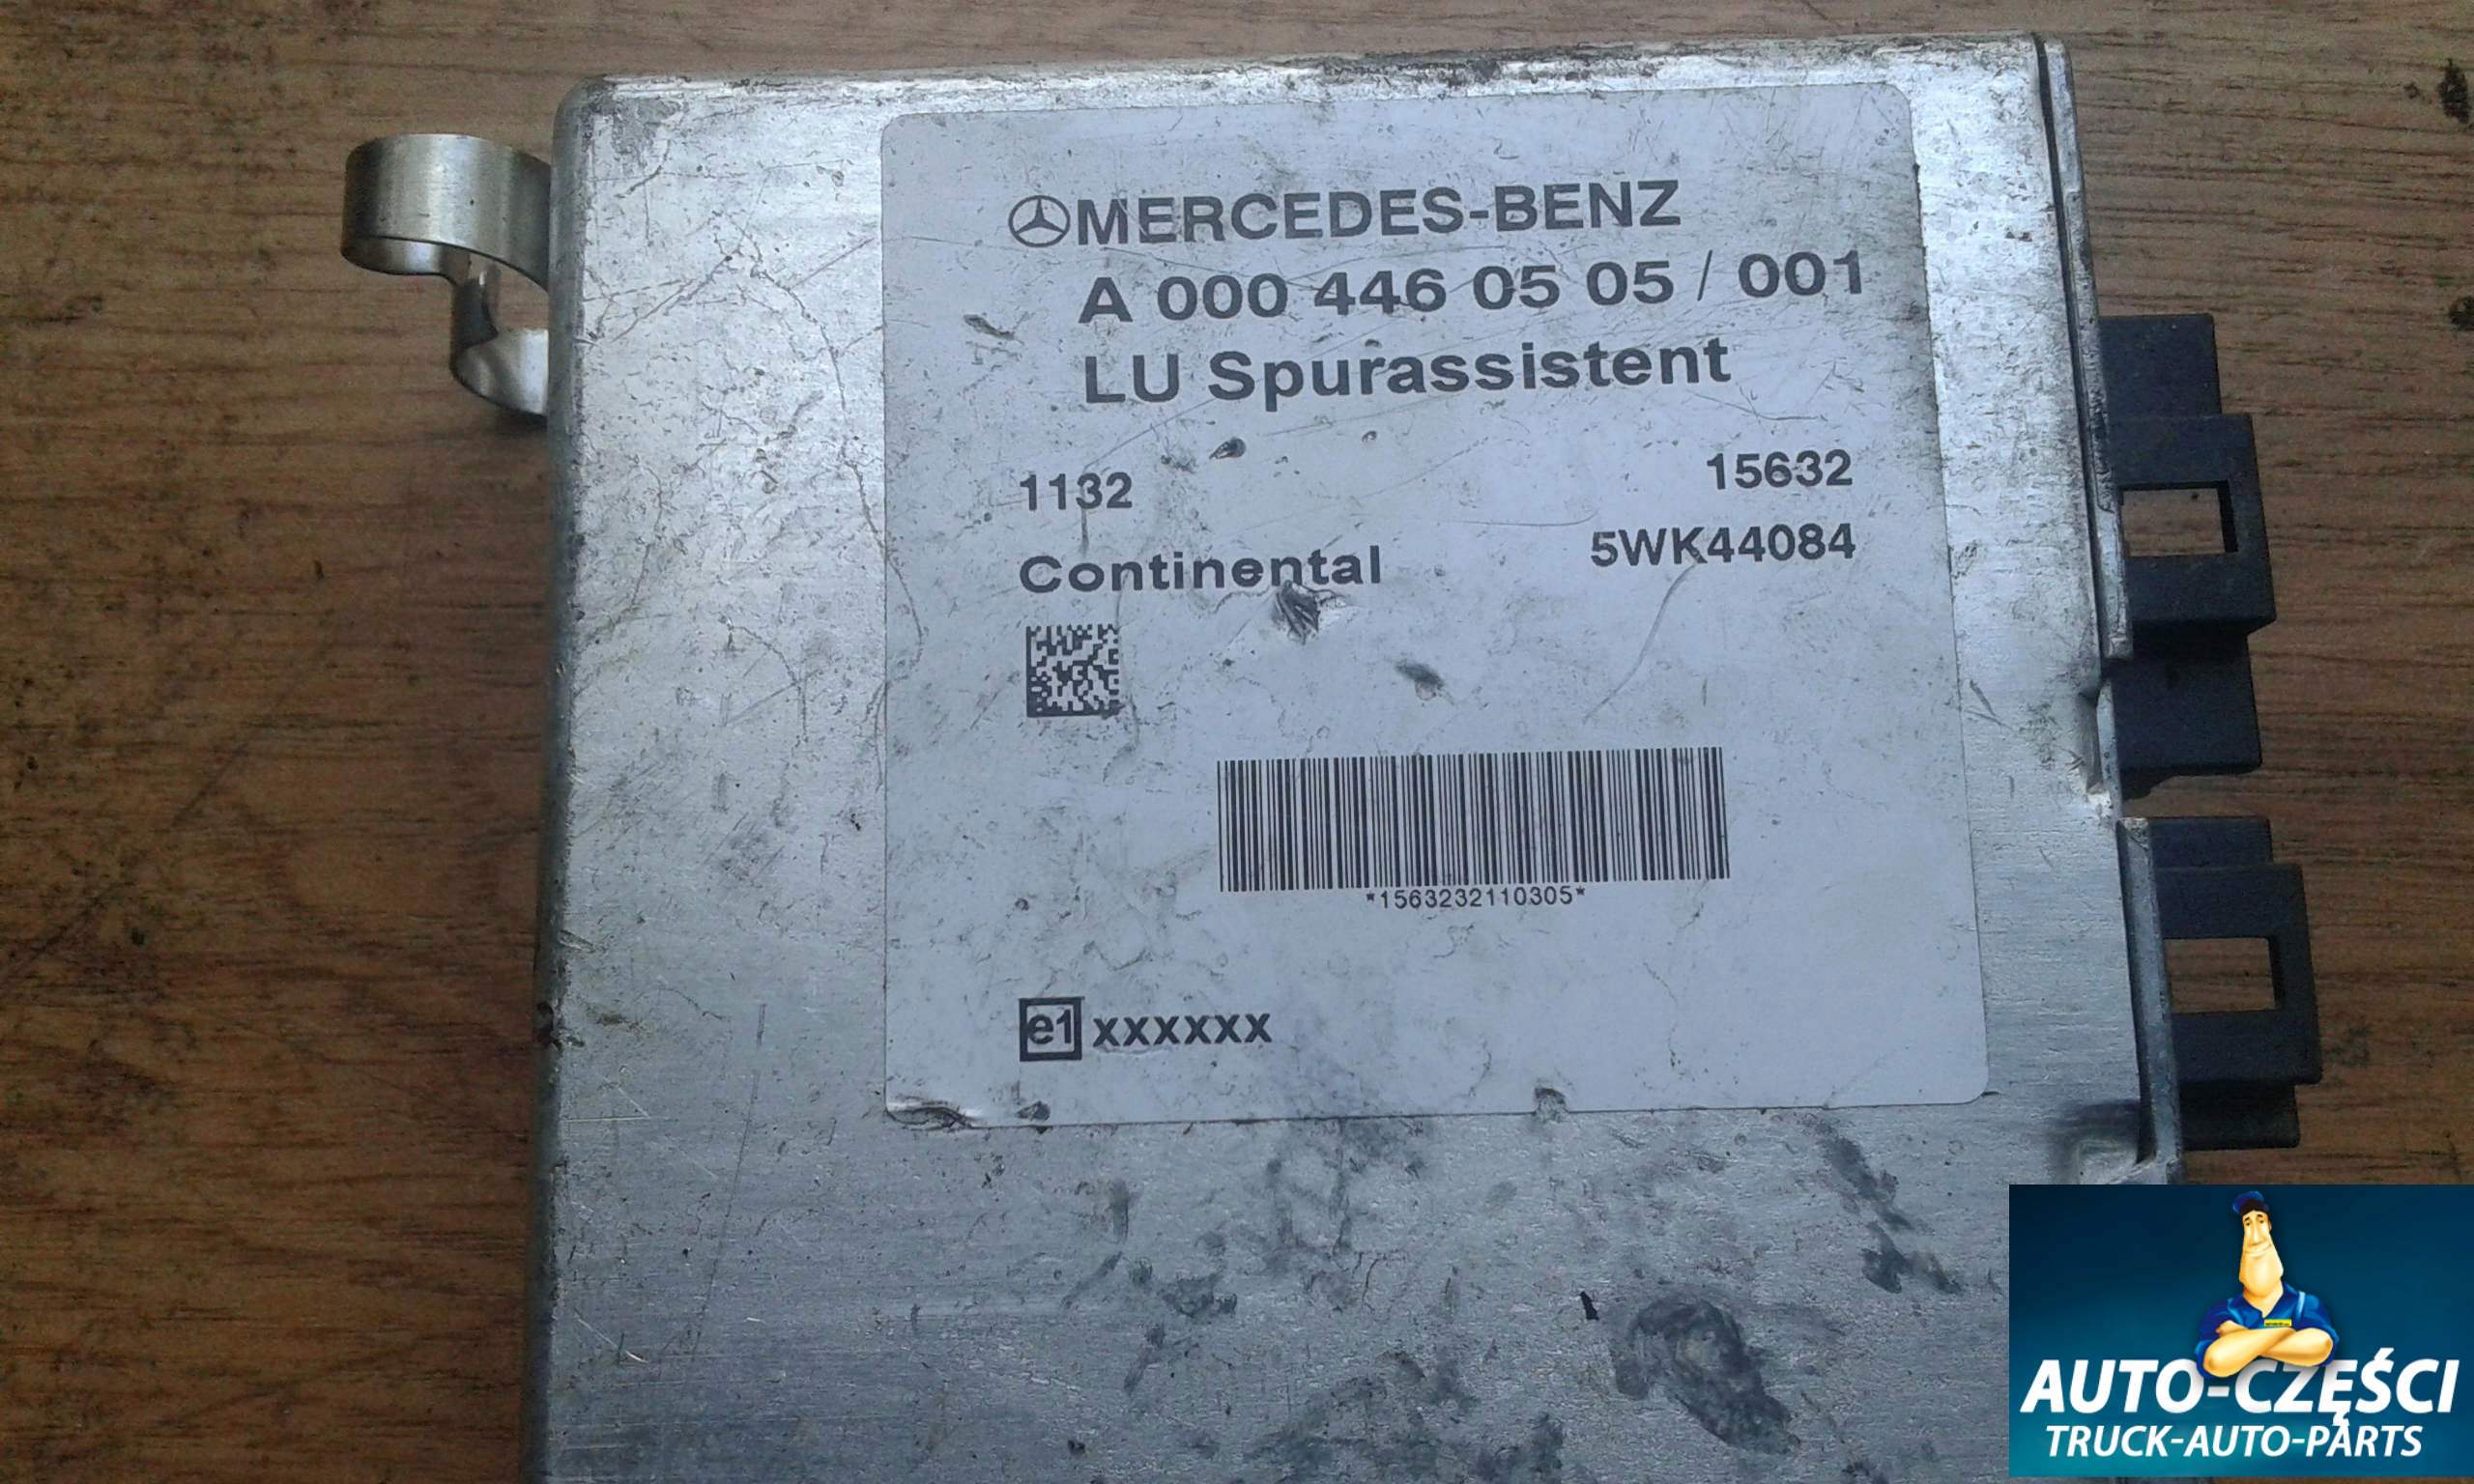 MERCEDES-BENZ
A 000 446 05 05 / 001
LU Spurassistent
1132 15632
Continental 5WK44084
*1563232110305*
e1 xxxxxx
AUTO-CZĘŚCI
TRUCK-AUTO-PARTS